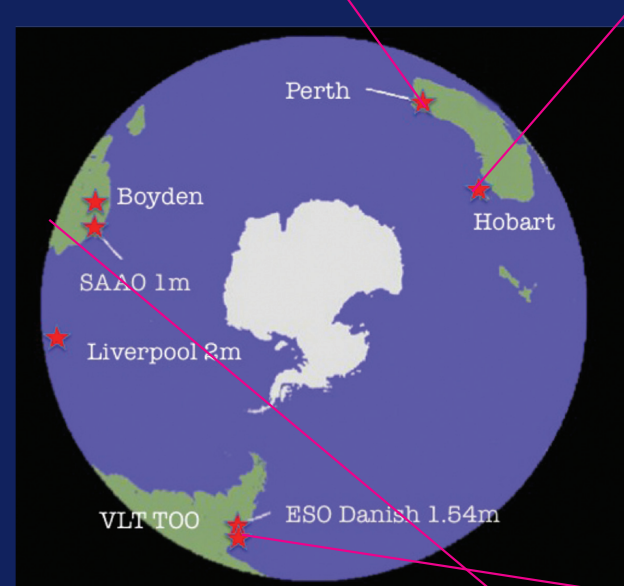 Perth
Boyden
Hobart
SAAO 1m
Liverpool 2m
VLT TOO
ESO Danish 1.54m